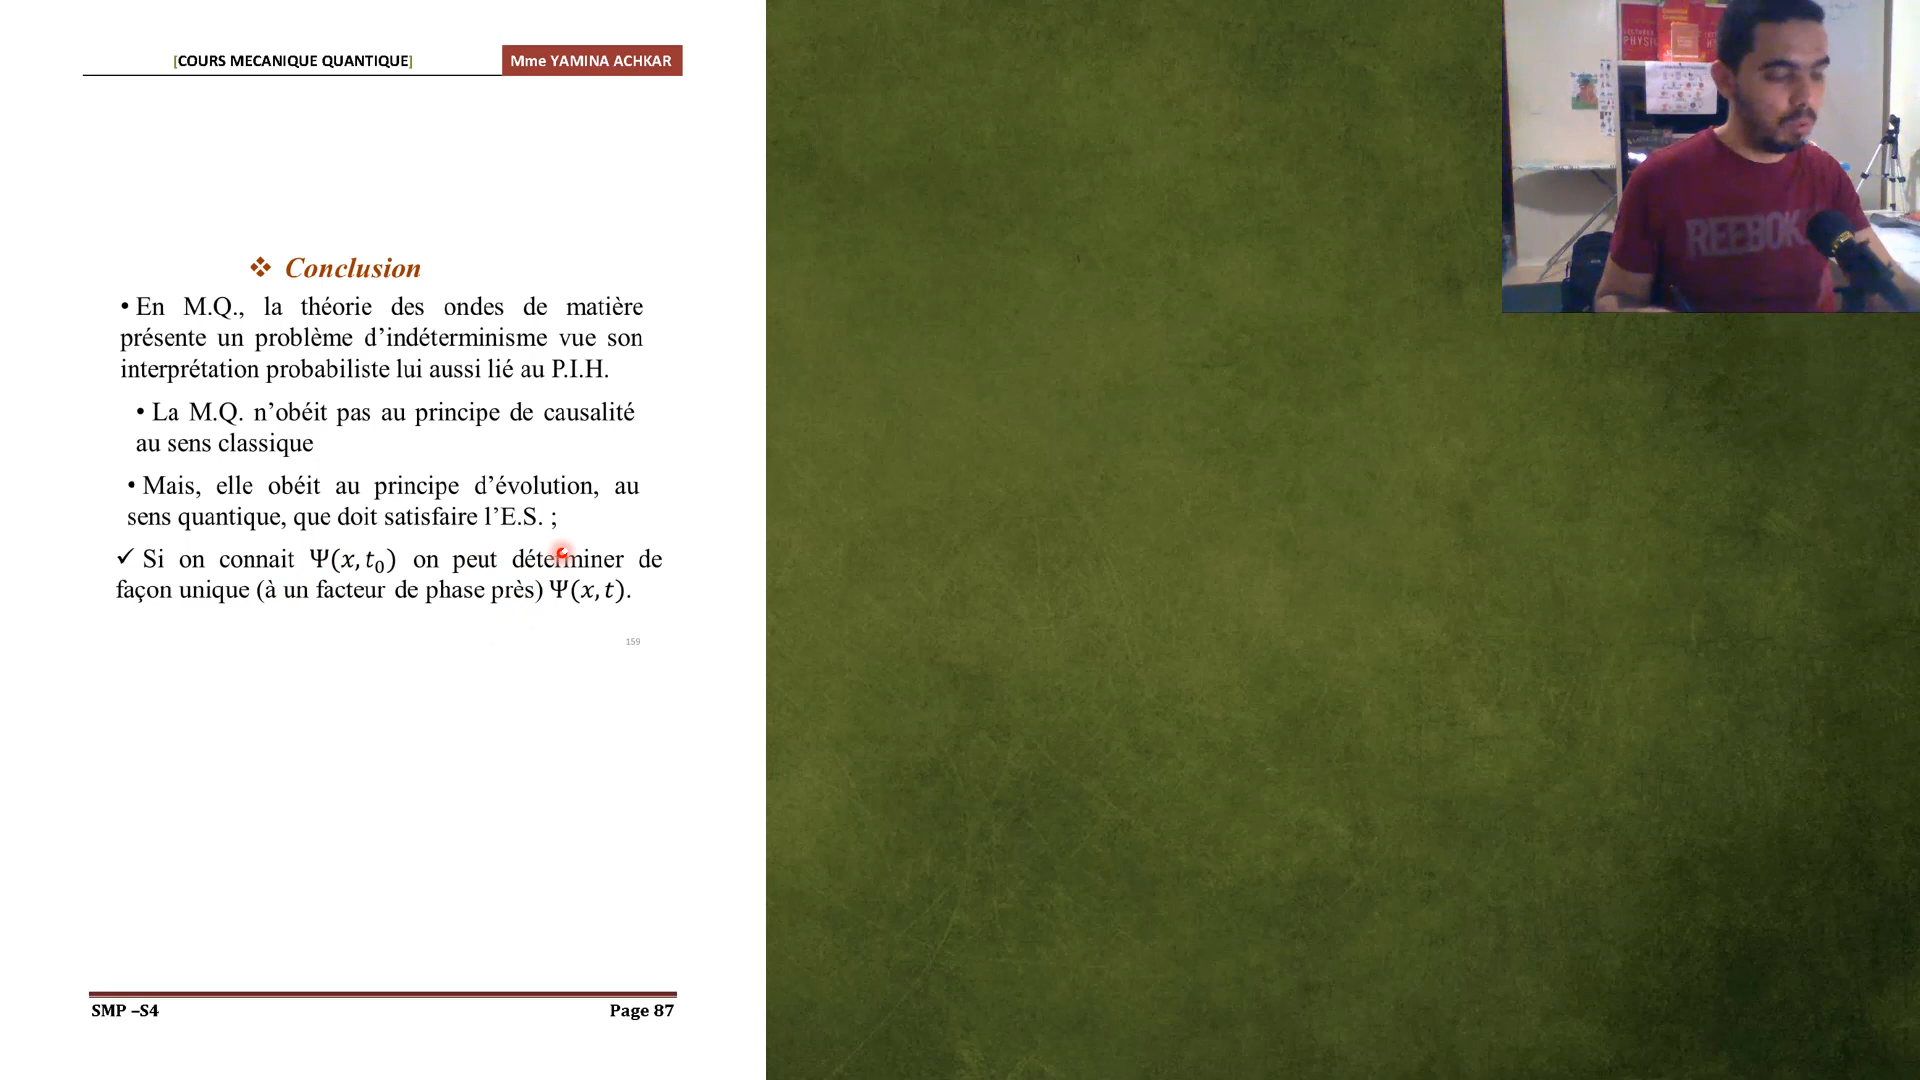 [COURS MECANIQUE QUANTIQUE]
Mme YAMINA ACHKAR
❖ Conclusion
• En M.Q., la théorie des ondes de matière
présente un problème d’indéterminisme vue son
interprétation probabiliste lui aussi lié au P.I.H.
• La M.Q. n’obéit pas au principe de causalité
au sens classique
• Mais, elle obéit au principe d’évolution, au
sens quantique, que doit satisfaire l’E.S. ;
✓ Si on connait Ψ(x, t₀) on peut déterminer de
façon unique (à un facteur de phase près) Ψ(x, t).
159
SMP –S4
Page 87
REEBOK